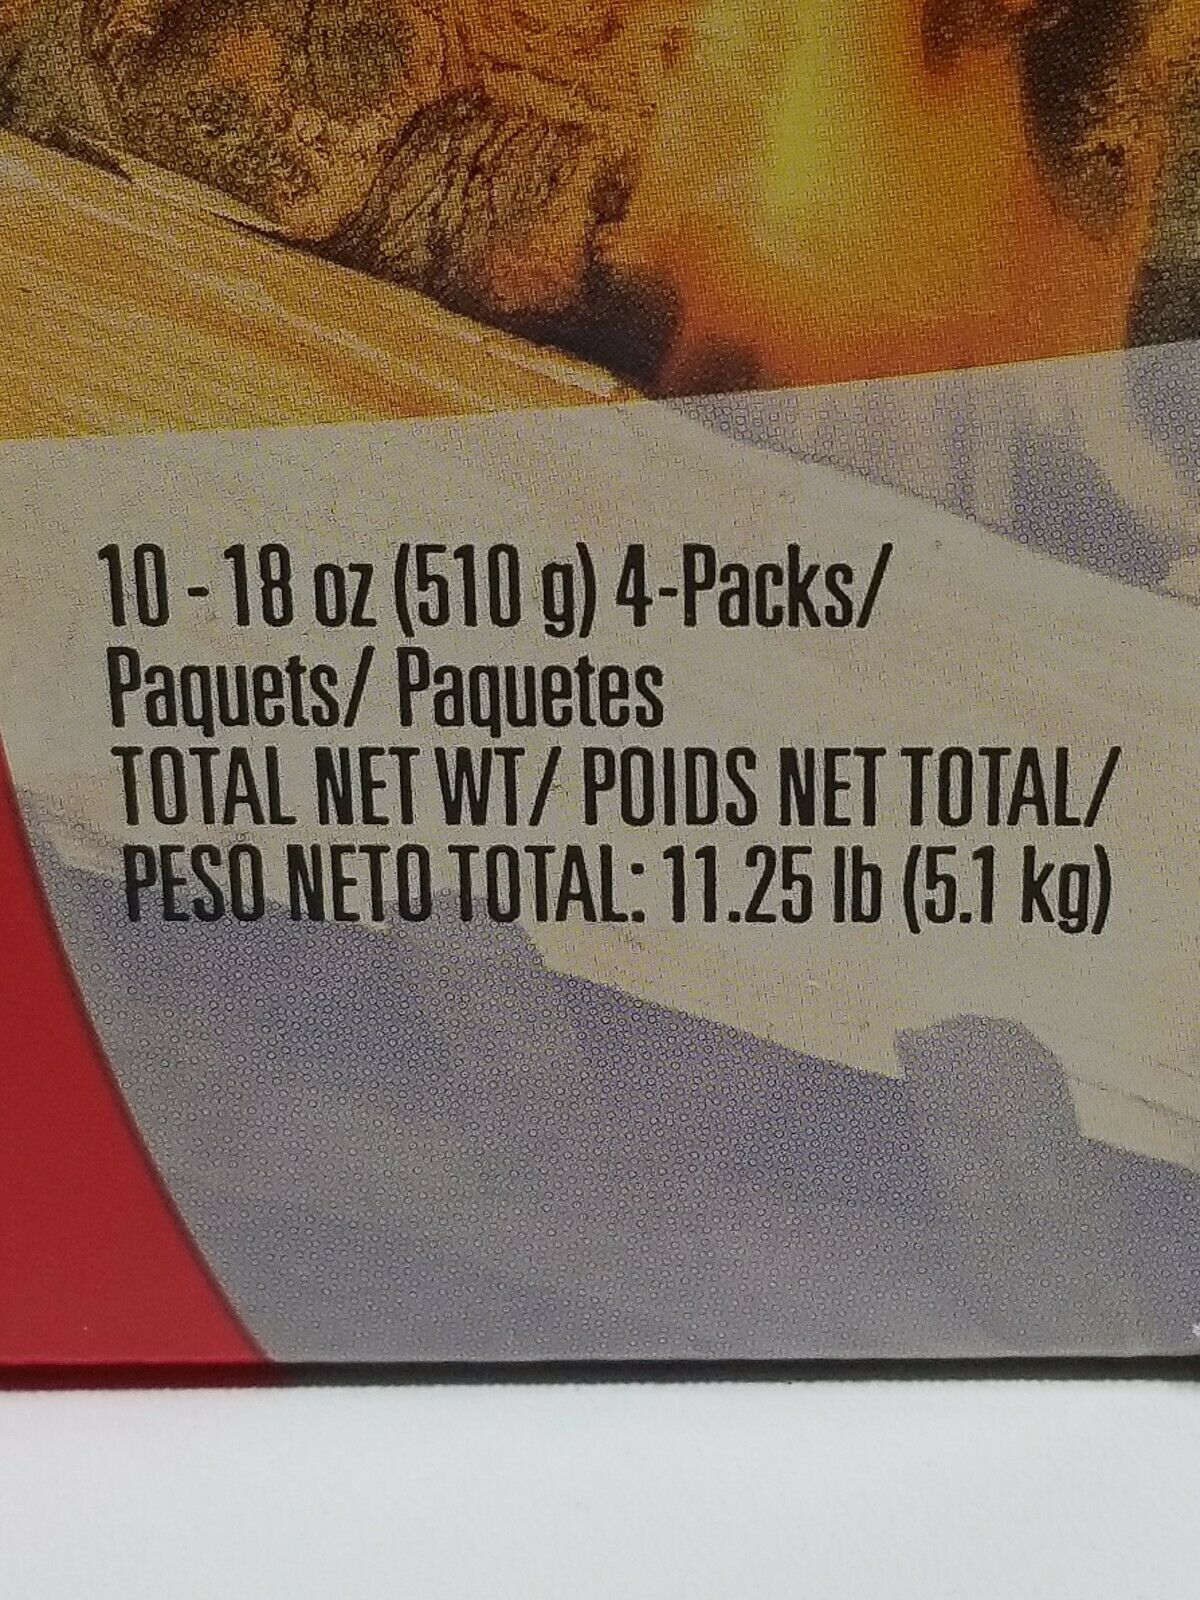 10 - 18 oz (510 g) 4-Packs/
Paquets/ Paquetes
TOTAL NET WT/ POIDS NET TOTAL/
PESO NETO TOTAL: 11.25 lb (5.1 kg)